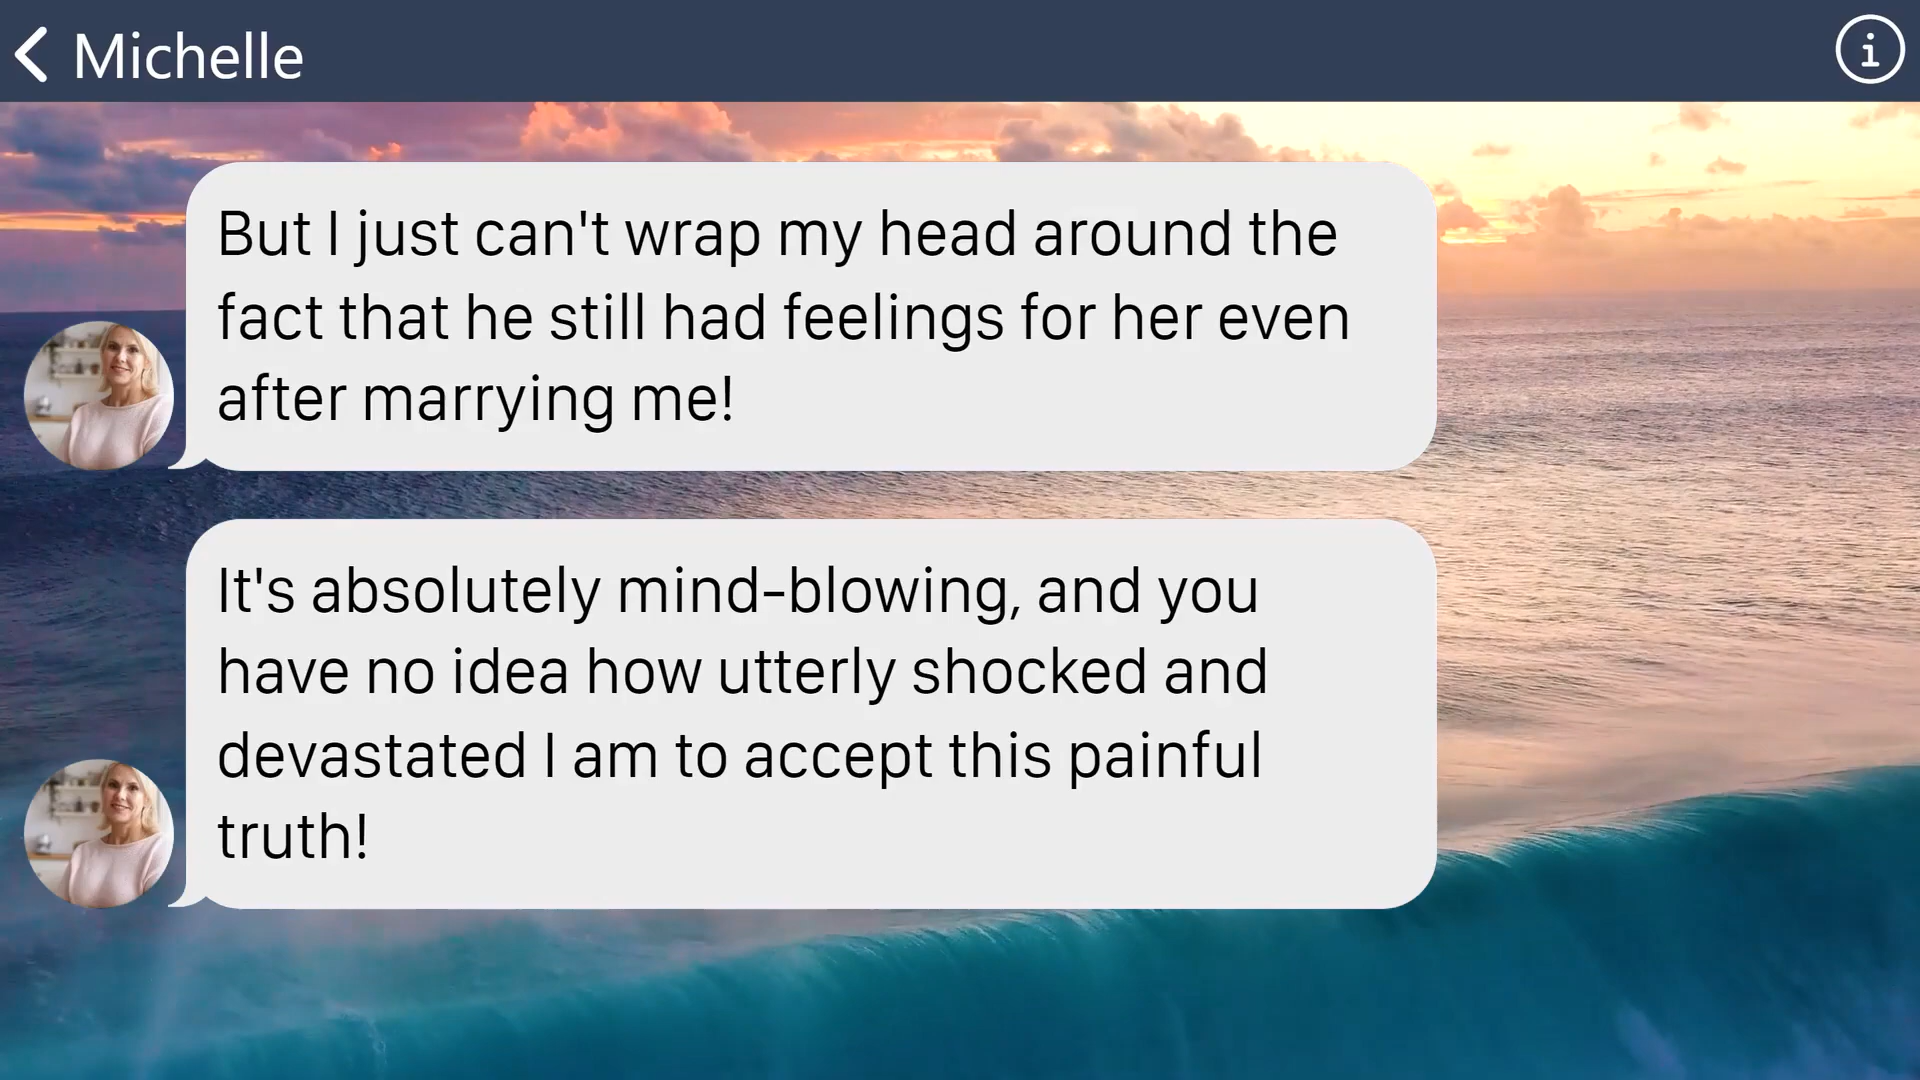 Michelle
But I just can't wrap my head around the
fact that he still had feelings for her even
after marrying me!
It's absolutely mind-blowing, and you
have no idea how utterly shocked and
devastated I am to accept this painful
truth!